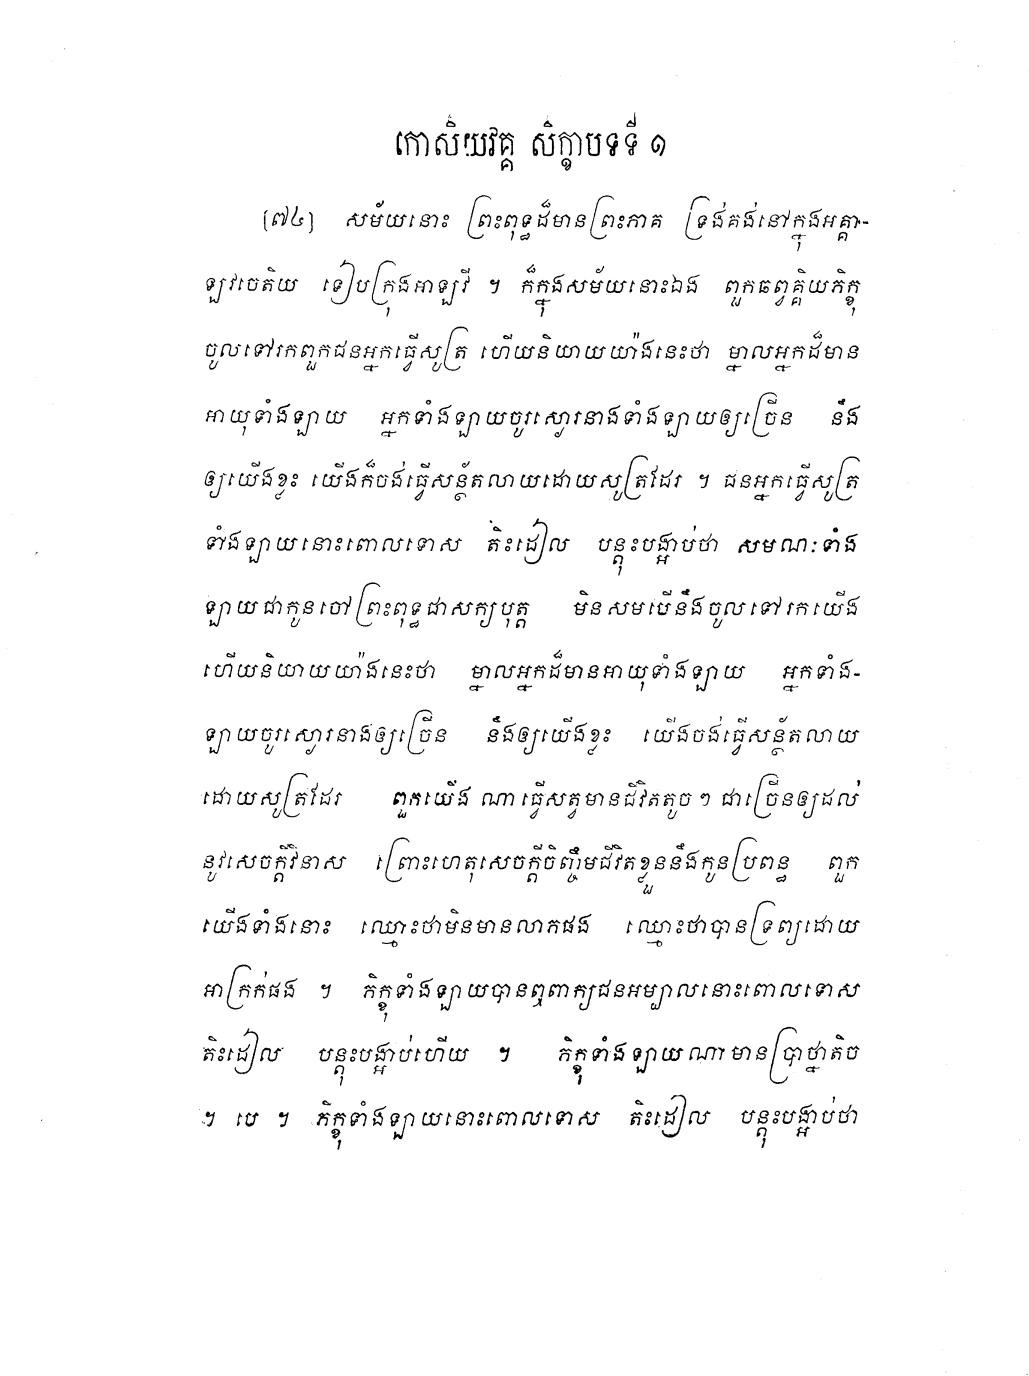 កោសិយវគ្គ សិក្ខាបទទី ១
(៧៤) សម័យនោះ ព្រះពុទ្ធដ៏មានព្រះភាគ ទ្រង់គង់នៅក្នុងអគ្គា-
ឡវចេតិយ ទៀបក្រុងអាឡវី ។ ក៏ក្នុងសម័យនោះឯង ពួកឆព្វគ្គិយភិក្ខុ
ចូលទៅរកពួកជនអ្នកធ្វើសូត្រ ហើយនិយាយយ៉ាងនេះថា ម្នាលអ្នកដ៏មាន
អាយុទាំងឡាយ អ្នកទាំងឡាយចូរស្ងោរនាងទាំងឡាយឲ្យច្រើន នឹង
ឲ្យយើងខ្លះ យើងក៏ចង់ធ្វើសន្ថ័តលាយដោយសូត្រដែរ ។ ជនអ្នកធ្វើសូត្រ
ទាំងឡាយនោះពោលទោស តិះដៀល បន្តុះបង្អាប់ថា សមណៈទាំង
ឡាយជាកូនចៅព្រះពុទ្ធជាសក្យបុត្ត មិនសមបើនឹងចូលទៅរកយើង
ហើយនិយាយយ៉ាងនេះថា ម្នាលអ្នកដ៏មានអាយុទាំងឡាយ អ្នកទាំង-
ឡាយចូរស្ងោរនាងឲ្យច្រើន នឹងឲ្យយើងខ្លះ យើងចង់ធ្វើសន្ថ័តលាយ
ដោយសូត្រដែរ ពួកយើង ណាធ្វើសត្វមានជីវិតតូច ៗ ជាច្រើនឲ្យដល់
នូវសេចក្តីវិនាស ព្រោះហេតុសេចក្តីចិញ្ចឹមជីវិតខ្លួននឹងកូនប្រពន្ធ ពួក
យើងទាំងនោះ ឈ្មោះថាមិនមានលាភផង ឈ្មោះថាបានទ្រព្យដោយ
អាក្រក់ផង ។ ភិក្ខុទាំងឡាយបានឮពាក្យជនអម្បាលនោះពោលទោស
តិះដៀល បន្តុះបង្អាប់ហើយ ។ ភិក្ខុទាំងឡាយណាមានប្រាថ្នាតិច
។ បេ ។ ភិក្ខុទាំងឡាយនោះពោលទោស តិះដៀល បន្តុះបង្អាប់ថា